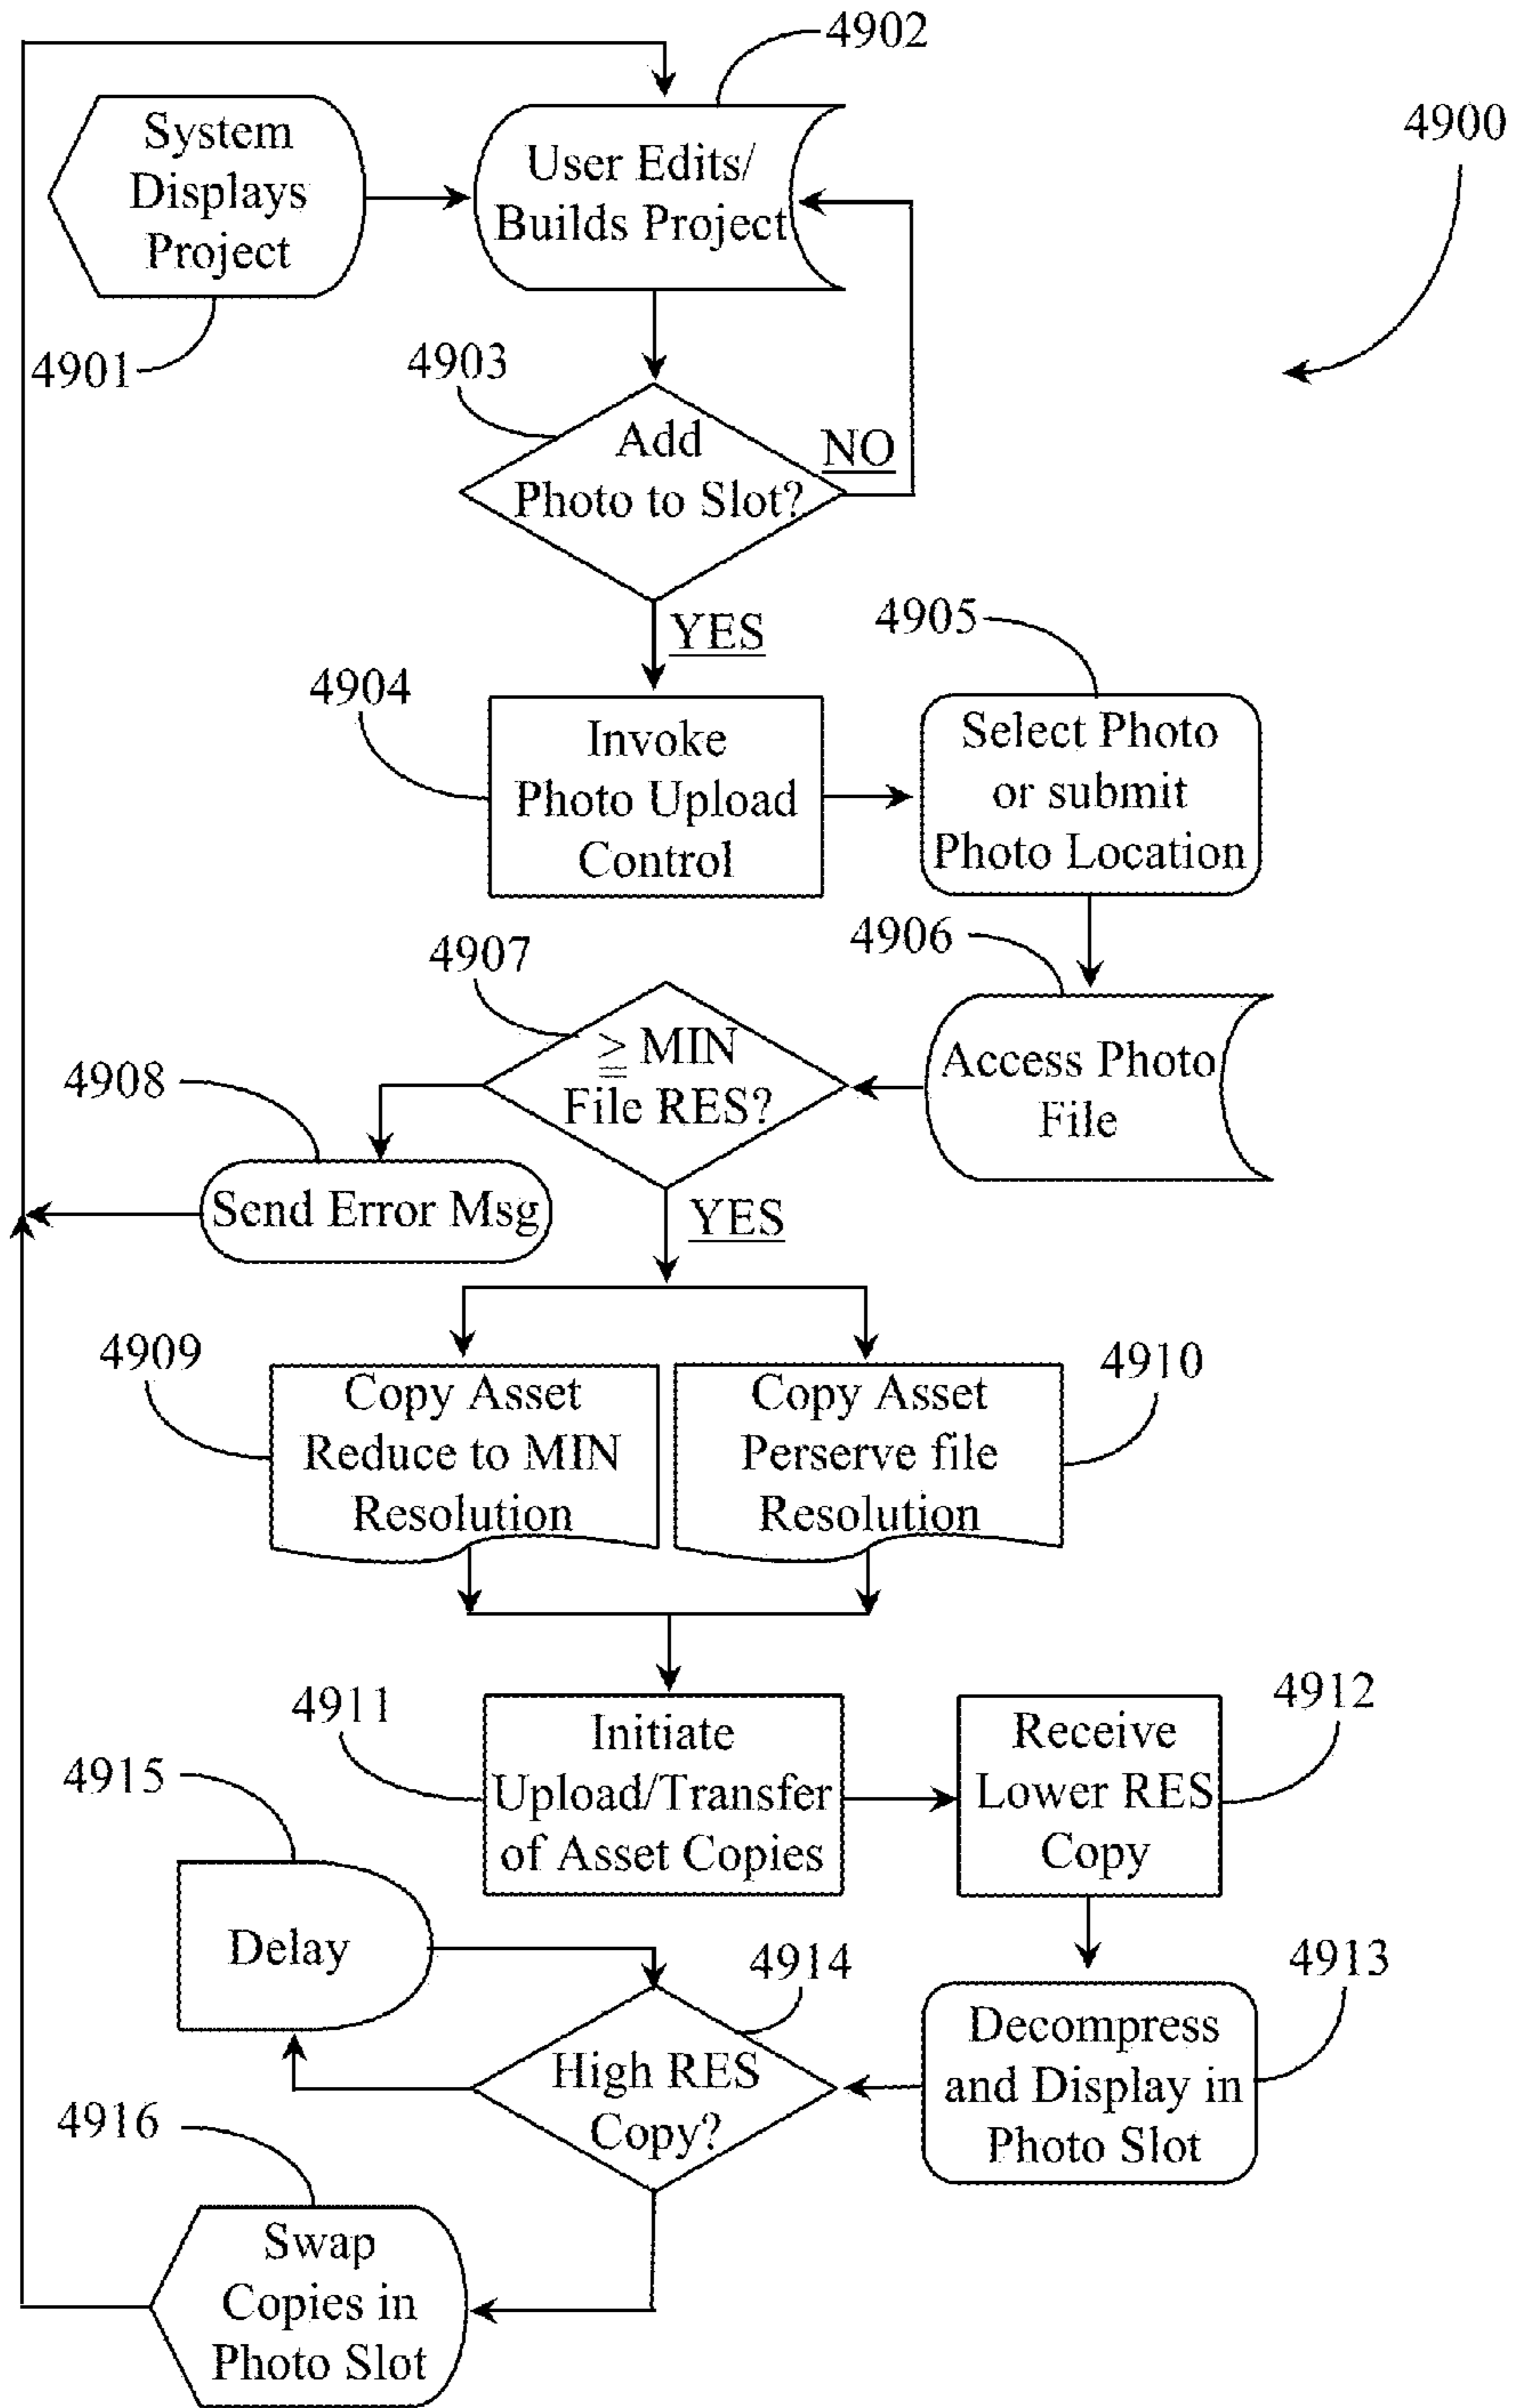 4902
4900
System
Displays
Project
User Edits/
Builds Project
4901
4903
Add
Photo to Slot?
NO
YES
4904
4905
Invoke
Photo Upload
Control
Select Photo
or submit
Photo Location
4906
4907
≧ MIN
File RES?
Access Photo
File
4908
Send Error Msg
YES
4909
4910
Copy Asset
Reduce to MIN
Resolution
Copy Asset
Perserve file
Resolution
4911
4912
Initiate
Upload/Transfer
of Asset Copies
Receive
Lower RES
Copy
4915
Delay
4914
4913
High RES
Copy?
Decompress
and Display in
Photo Slot
4916
Swap
Copies in
Photo Slot